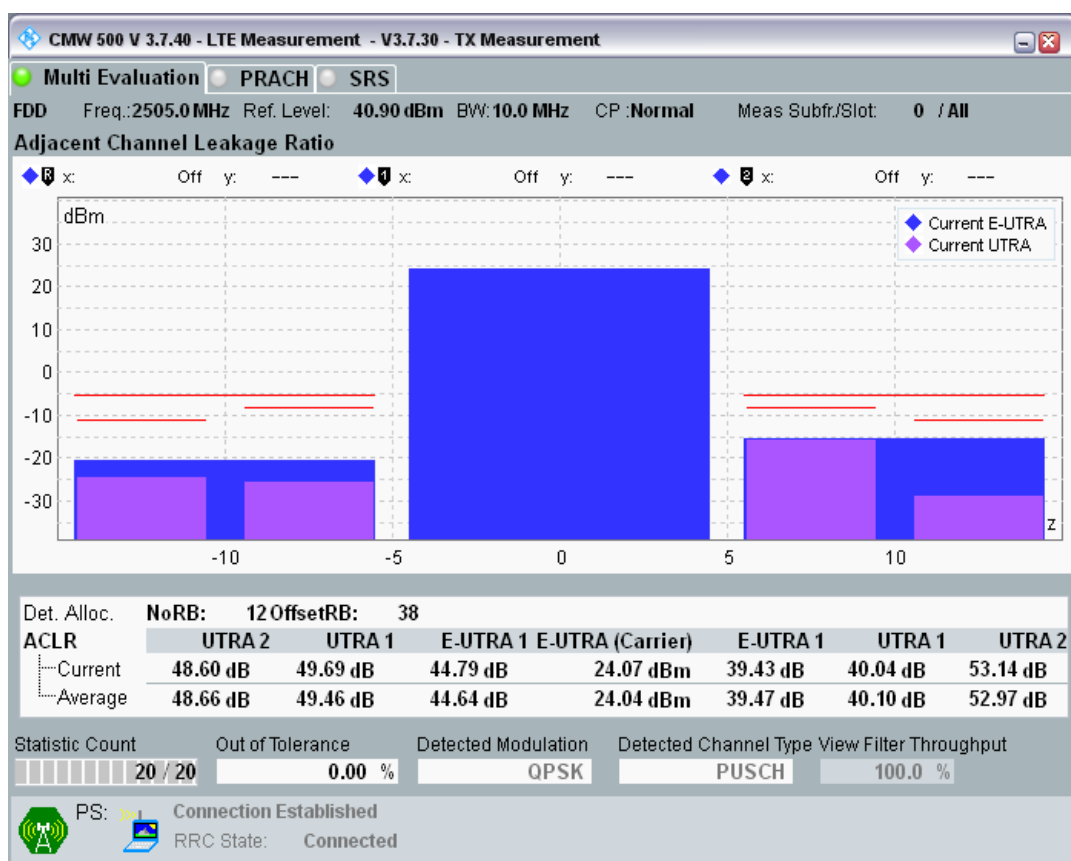 CMW 500 V 3.7.40 - LTE Measurement - V3.7.30 - TX Measurement
Multi Evaluation PRACH SRS
FDD Freq.:2505.0 MHz Ref. Level: 40.90 dBm BW:10.0 MHz CP :Normal Meas Subfr./Slot: 0 / All
Adjacent Channel Leakage Ratio
R x: Off y: --- 1 x: Off y: --- 2 x: Off y: ---
dBm
Current E-UTRA
Current UTRA
30
20
10
0
-10
-20
-30
z
-10 -5 0 5 10
Det. Alloc. NoRB: 12 OffsetRB: 38
ACLR UTRA 2 UTRA 1 E-UTRA 1 E-UTRA (Carrier) E-UTRA 1 UTRA 1 UTRA 2
Current 48.60 dB 49.69 dB 44.79 dB 24.07 dBm 39.43 dB 40.04 dB 53.14 dB
Average 48.66 dB 49.46 dB 44.64 dB 24.04 dBm 39.47 dB 40.10 dB 52.97 dB
Statistic Count Out of Tolerance Detected Modulation Detected Channel Type View Filter Throughput
20 / 20 0.00 % QPSK PUSCH 100.0 %
PS: Connection Established
RRC State: Connected